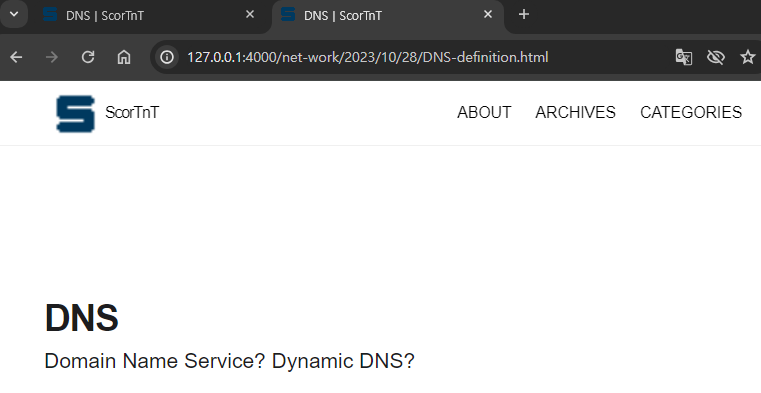 DNS | ScorTnT
DNS | ScorTnT
127.0.0.1:4000/net-work/2023/10/28/DNS-definition.html
ScorTnT
ABOUT ARCHIVES CATEGORIES
DNS
Domain Name Service? Dynamic DNS?